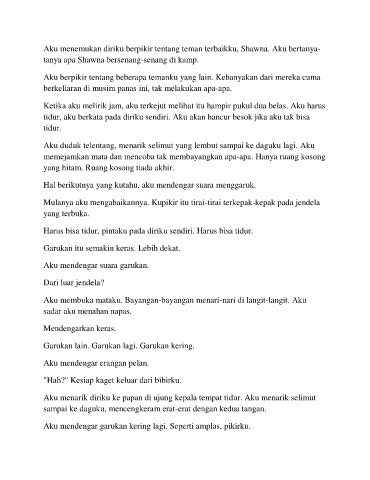 Aku menemukan diriku berpikir tentang teman terbaikku, Shawna. Aku bertanya-
tanya apa Shawna bersenang-senang di kamp.
Aku berpikir tentang beberapa temanku yang lain. Kebanyakan dari mereka cuma
berkeliaran di musim panas ini, tak melakukan apa-apa.
Ketika aku melirik jam, aku terkejut melihat itu hampir pukul dua belas. Aku harus
tidur, aku berkata pada diriku sendiri. Aku akan hancur besok jika aku tak bisa
tidur.
Aku duduk telentang, menarik selimut yang lembut sampai ke daguku lagi. Aku
memejamkan mata dan mencoba tak membayangkan apa-apa. Hanya ruang kosong
yang hitam. Ruang kosong tiada akhir.
Hal berikutnya yang kutahu, aku mendengar suara menggaruk.
Mulanya aku mengabaikannya. Kupikir itu tirai-tirai terkepak-kepak pada jendela
yang terbuka.
Harus bisa tidur, pintaku pada diriku sendiri. Harus bisa tidur.
Garukan itu semakin keras. Lebih dekat.
Aku mendengar suara garukan.
Dari luar jendela?
Aku membuka mataku. Bayangan-bayangan menari-nari di langit-langit. Aku
sadar aku menahan napas.
Mendengarkan keras.
Garukan lain. Garukan lagi. Garukan kering.
Aku mendengar erangan pelan.
"Hah?" Kesiap kaget keluar dari bibirku.
Aku menarik diriku ke papan di ujung kepala tempat tidur. Aku menarik selimut
sampai ke daguku, mencengkeram erat-erat dengan kedua tangan.
Aku mendengar garukan kering lagi. Seperti amplas, pikirku.